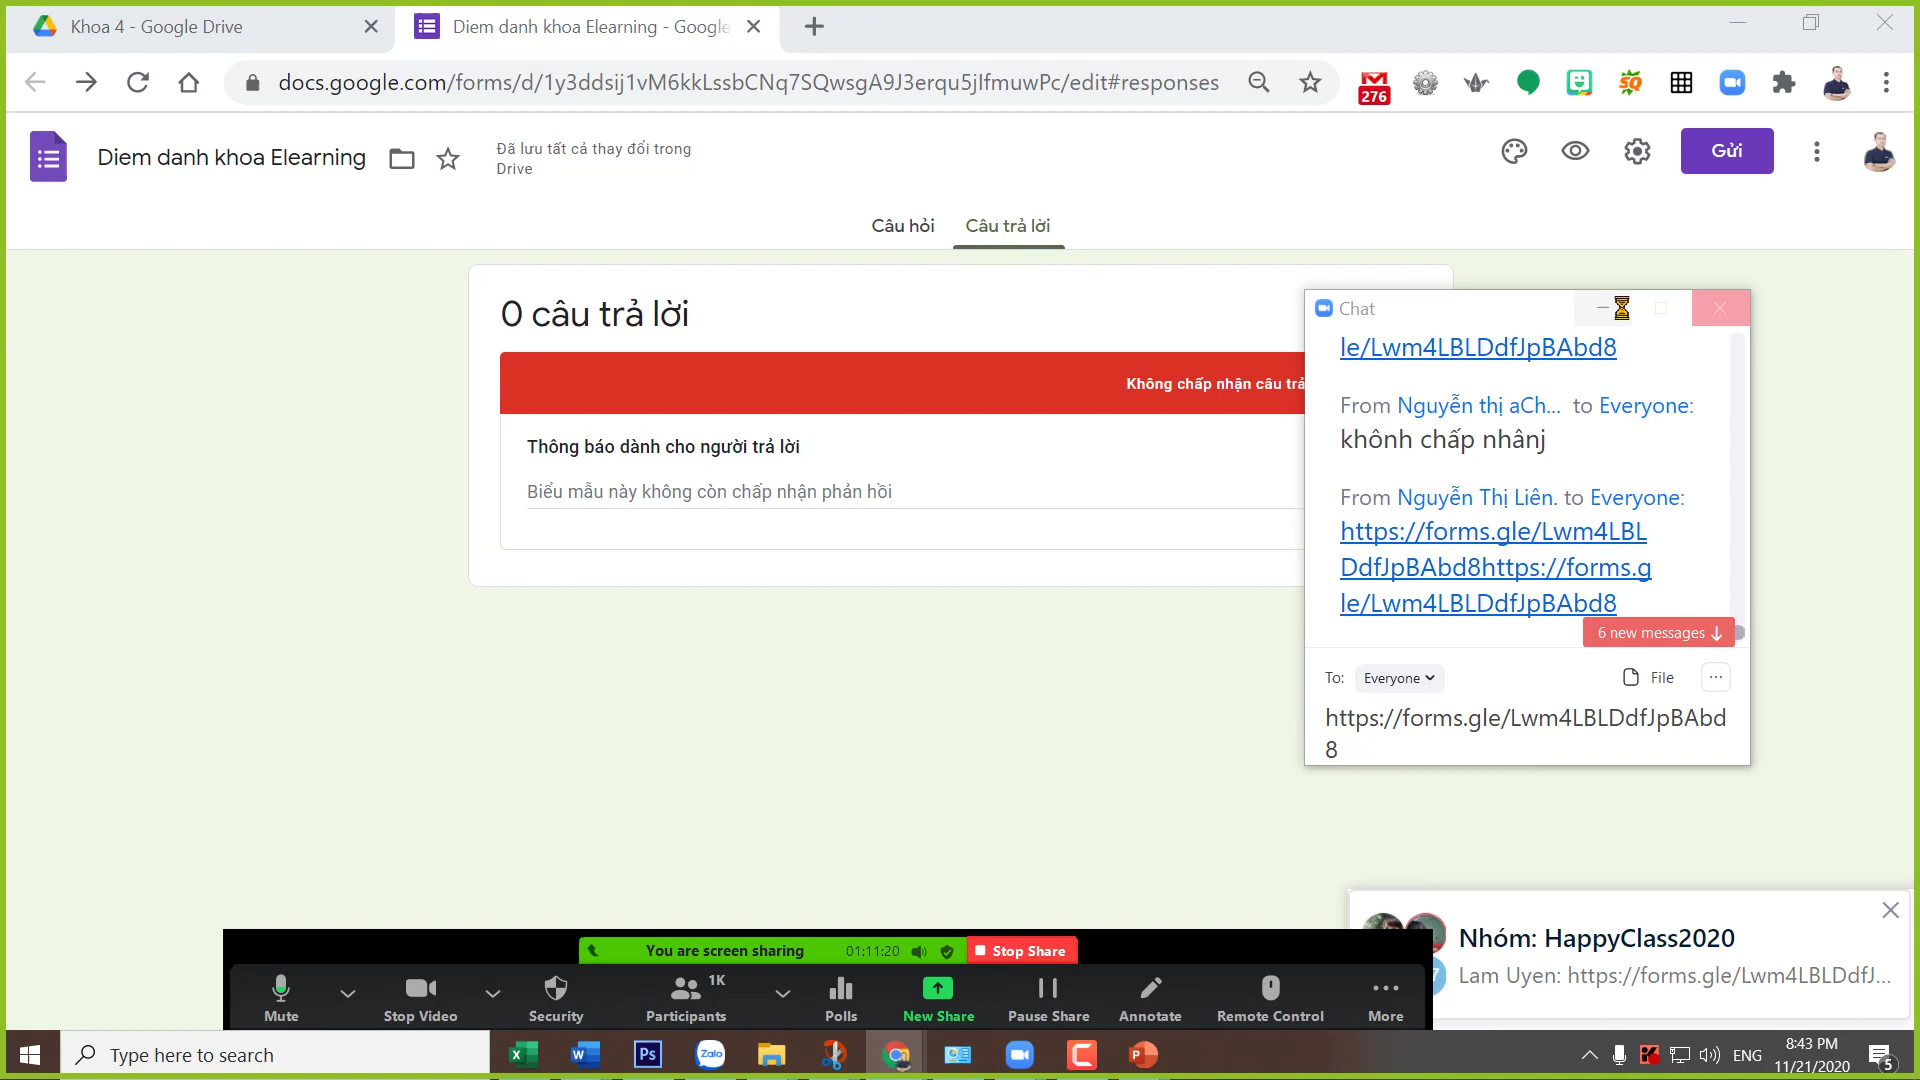 Khoa 4 - Google Drive
Diem danh khoa Elearning - Google
docs.google.com/forms/d/1y3ddsij1vM6kkLssbCNq7SQwsgA9J3erqu5jIfmuwPc/edit#responses
276
Diem danh khoa Elearning
Đã lưu tất cả thay đổi trong
Drive
Gửi
Câu hỏi
Câu trả lời
0 câu trả lời
Không chấp nhận câu trả
Thông báo dành cho người trả lời
Biểu mẫu này không còn chấp nhận phản hồi
Chat
le/Lwm4LBLDdfJpBAbd8
From Nguyễn thị aCh... to Everyone:
khônh chấp nhânj
From Nguyễn Thị Liên. to Everyone:
https://forms.gle/Lwm4LBL
DdfJpBAbd8https://forms.g
le/Lwm4LBLDdfJpBAbd8
6 new messages
To: Everyone
File
https://forms.gle/Lwm4LBLDdfJpBAbd
8
Nhóm: HappyClass2020
Lam Uyen: https://forms.gle/Lwm4LBLDdfJ...
You are screen sharing
01:11:20
Stop Share
Mute
Stop Video
Security
Participants
1K
Polls
New Share
Pause Share
Annotate
Remote Control
More
Type here to search
Ps
Zalo
ENG
8:43 PM
11/21/2020
5